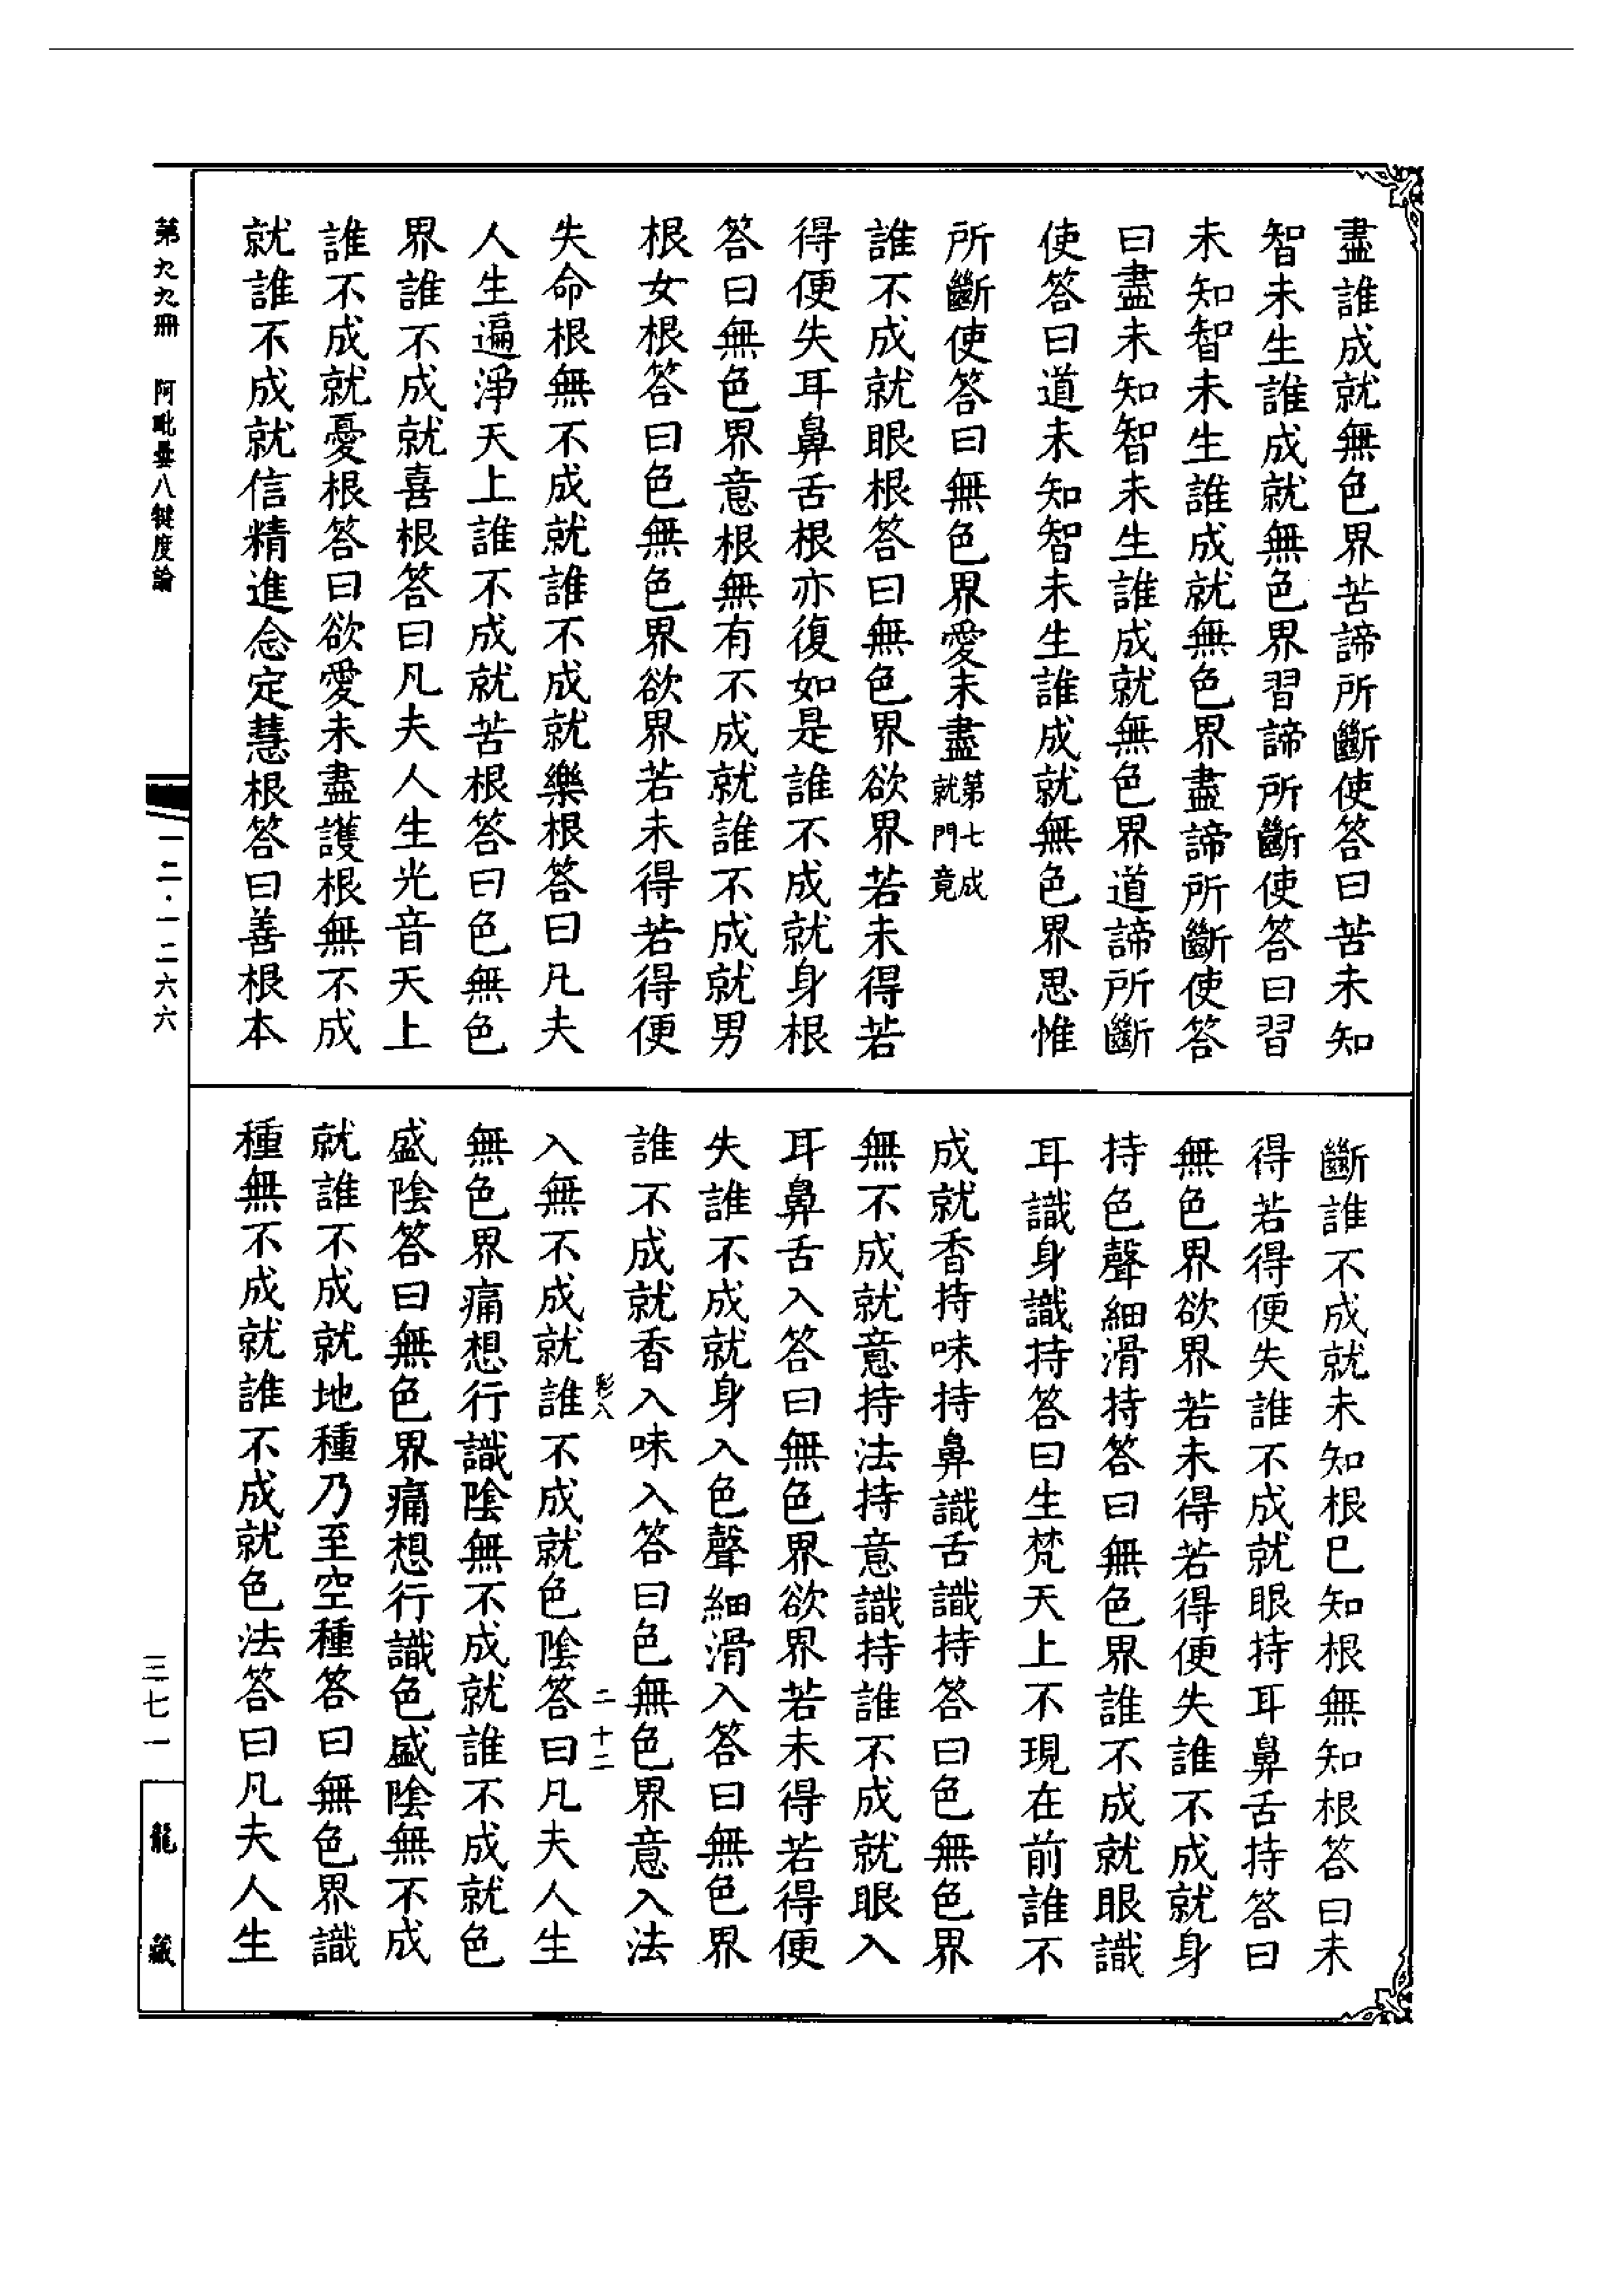 盡誰成就無色界苦諦所斷使答曰苦未知
智未生誰成就無色界習諦所斷使答曰習
未知智未生誰成就無色界盡諦所斷使答
曰盡未知智未生誰成就無色界道諦所斷
使答曰道未知智未生誰成就無色界思惟
所斷使答曰無色界愛未盡第七成就門竟
誰不成就眼根答曰無色界欲界若未得若
得便失耳鼻舌根亦復如是誰不成就身根
答曰無色界意根無有不成就誰不成就男
根女根答曰色無色界欲界若未得若得便
失命根無不成就誰不成就樂根答曰凡夫
人生遍淨天上誰不成就苦根答曰色無色
界誰不成就喜根答曰凡夫人生光音天上
誰不成就憂根答曰欲愛未盡護根無不成
就誰不成就信精進念定慧根答曰善根本
斷誰不成就未知根已知根無知根答曰未
得若得便失誰不成就眼持耳鼻舌持答曰
無色界欲界若未得若得便失誰不成就身
持色聲細滑持答曰無色界誰不成就眼識
耳識身識持答曰生梵天上不現在前誰不
成就香持味持鼻識舌識持答曰色無色界
無不成就意持法持意識持誰不成就眼入
耳鼻舌入答曰無色界欲界若未得若得便
失誰不成就身入色聲細滑入答曰無色界
誰不成就香入味入答曰色無色界意入法
彩八
二十二
入無不成就誰不成就色陰答曰凡夫人生
無色界痛想行識陰無不成就誰不成就色
盛陰答曰無色界痛想行識色盛陰無不成
就誰不成就地種乃至空種答曰無色界識
種無不成就誰不成就色法答曰凡夫人生
第九九冊 阿毗曇八犍度論
一二·一二六六
三七一
龍藏